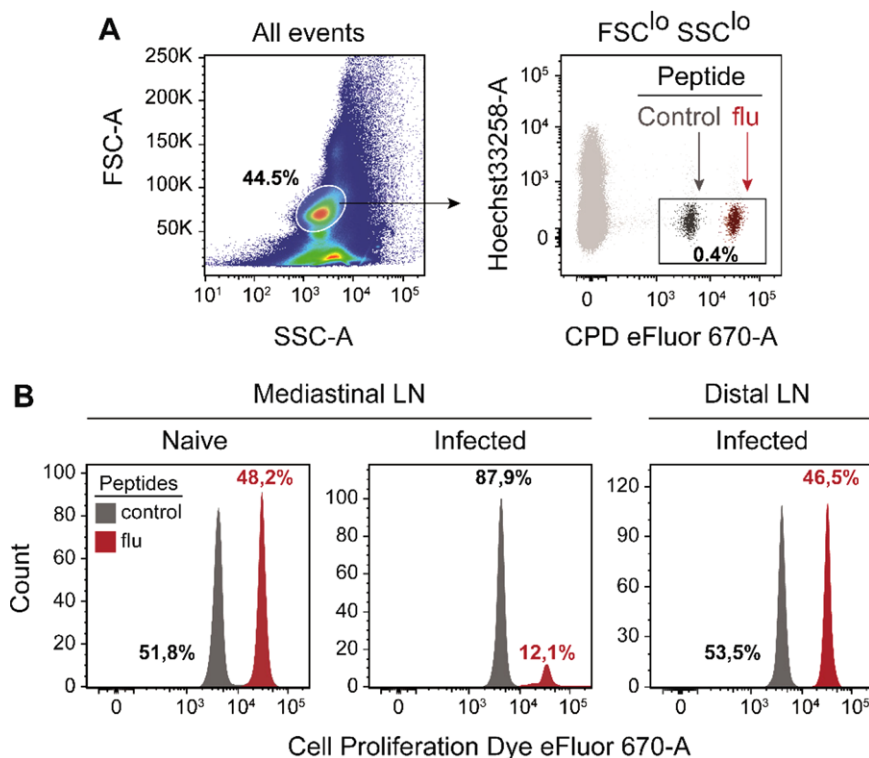 A
All events
FSC^lo SSC^lo
250K
200K
150K
100K
50K
FSC-A
44.5%
10^1 10^2 10^3 10^4 10^5
SSC-A
10^5
10^4
10^3
0
Hoechst33258-A
Peptide
Control flu
0.4%
0 10^3 10^4 10^5
CPD eFluor 670-A
B
Mediastinal LN
Distal LN
Naive
Infected
Infected
Count
100
80
60
40
20
0
Peptides
control
flu
48,2%
51,8%
0 10^3 10^4 10^5
100
80
60
40
20
0
87,9%
12,1%
0 10^3 10^4 10^5
120
90
60
30
0
46,5%
53,5%
0 10^3 10^4 10^5
Cell Proliferation Dye eFluor 670-A